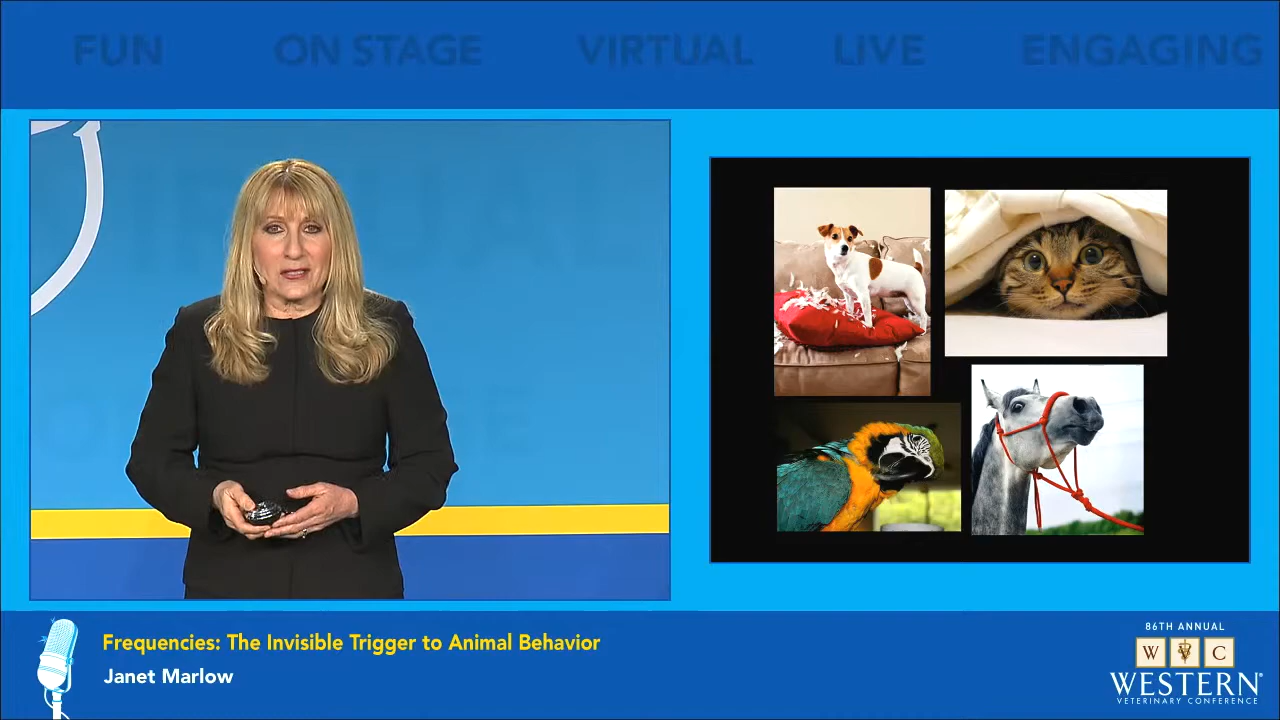 FUN ON STAGE VIRTUAL LIVE ENGAGING
Frequencies: The Invisible Trigger to Animal Behavior
Janet Marlow
86TH ANNUAL
W V C
WESTERN®
VETERINARY CONFERENCE